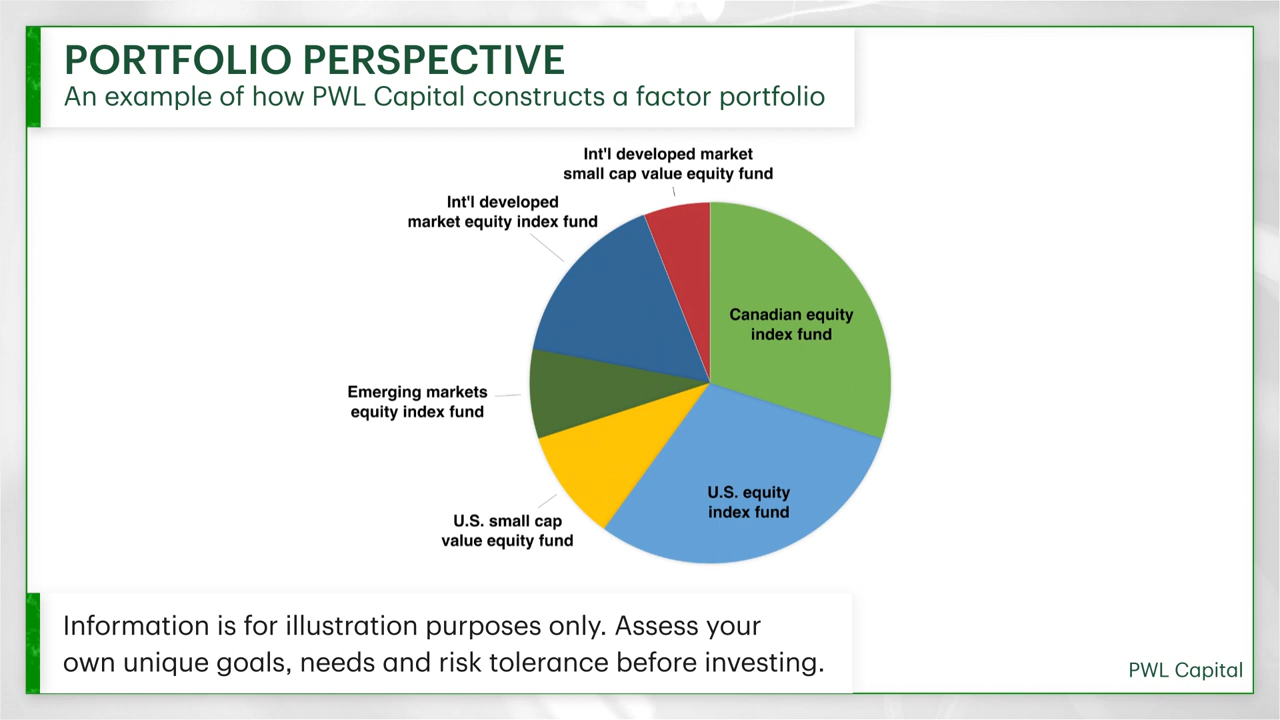 PORTFOLIO PERSPECTIVE
An example of how PWL Capital constructs a factor portfolio
Int'l developed market
small cap value equity fund
Int'l developed
market equity index fund
Canadian equity
index fund
Emerging markets
equity index fund
U.S. equity
index fund
U.S. small cap
value equity fund
Information is for illustration purposes only. Assess your
own unique goals, needs and risk tolerance before investing.
PWL Capital